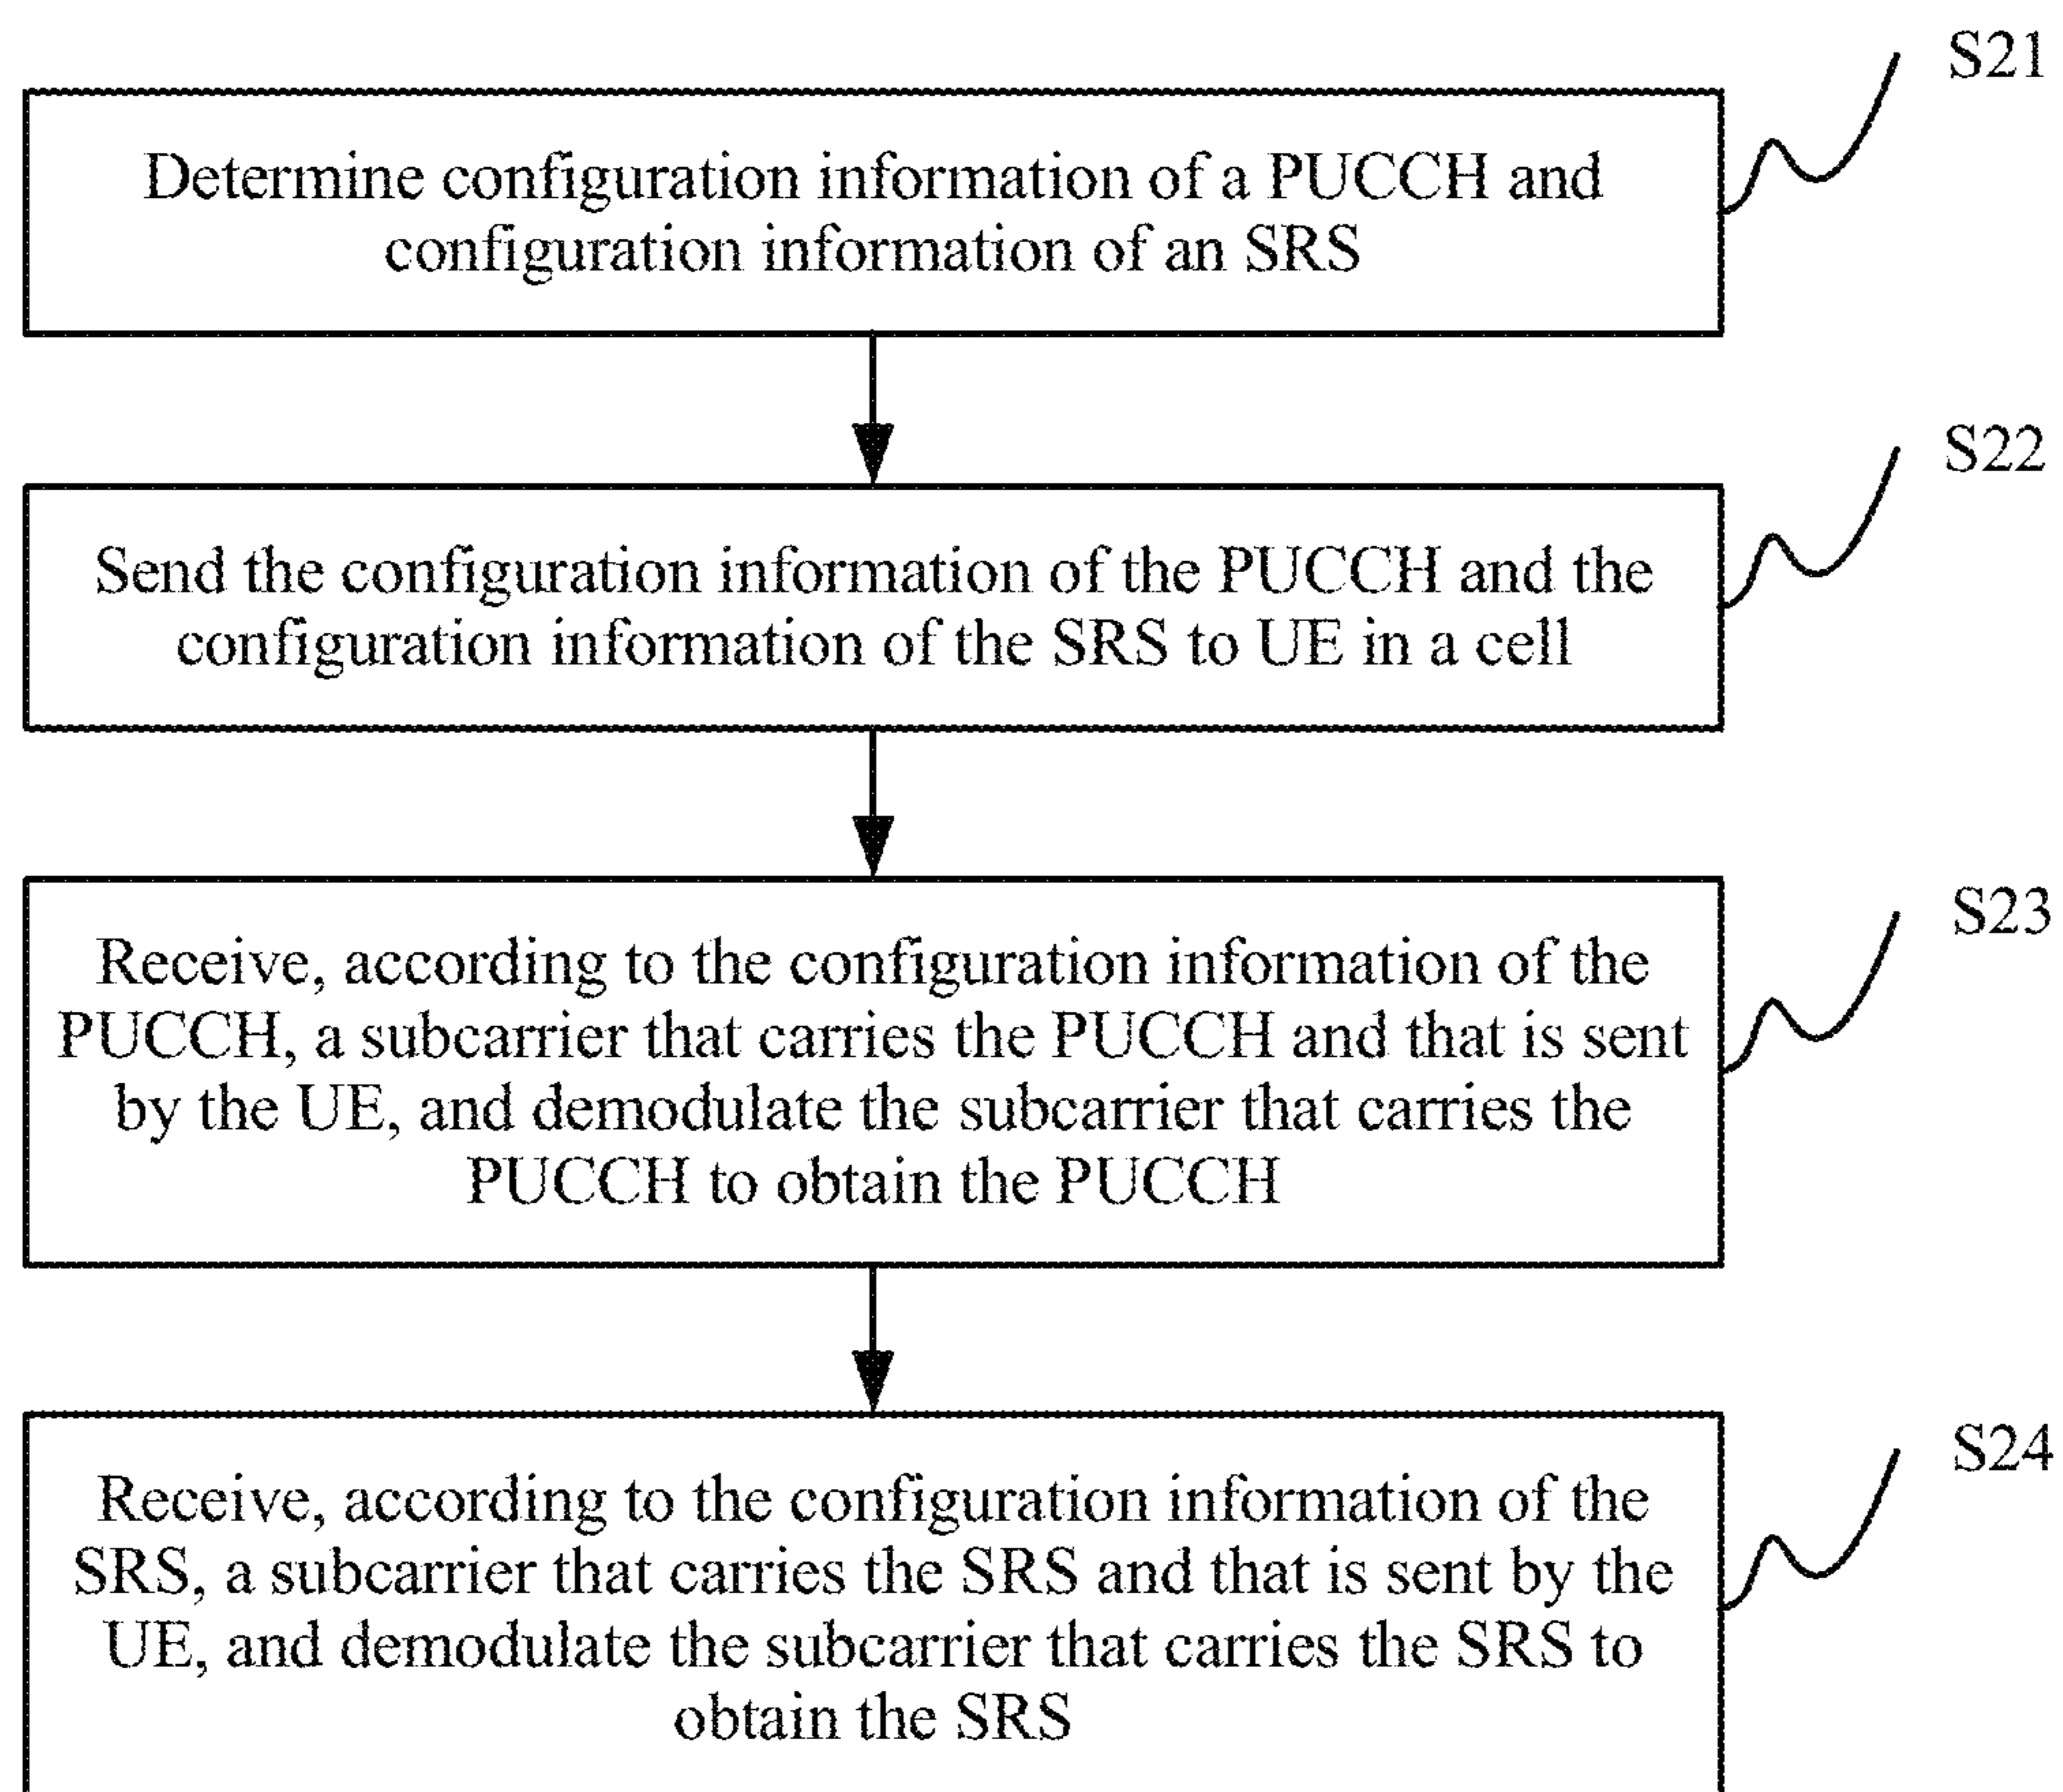 S21
Determine configuration information of a PUCCH and
configuration information of an SRS
S22
Send the configuration information of the PUCCH and the
configuration information of the SRS to UE in a cell
S23
Receive, according to the configuration information of the
PUCCH, a subcarrier that carries the PUCCH and that is sent
by the UE, and demodulate the subcarrier that carries the
PUCCH to obtain the PUCCH
S24
Receive, according to the configuration information of the
SRS, a subcarrier that carries the SRS and that is sent by the
UE, and demodulate the subcarrier that carries the SRS to
obtain the SRS